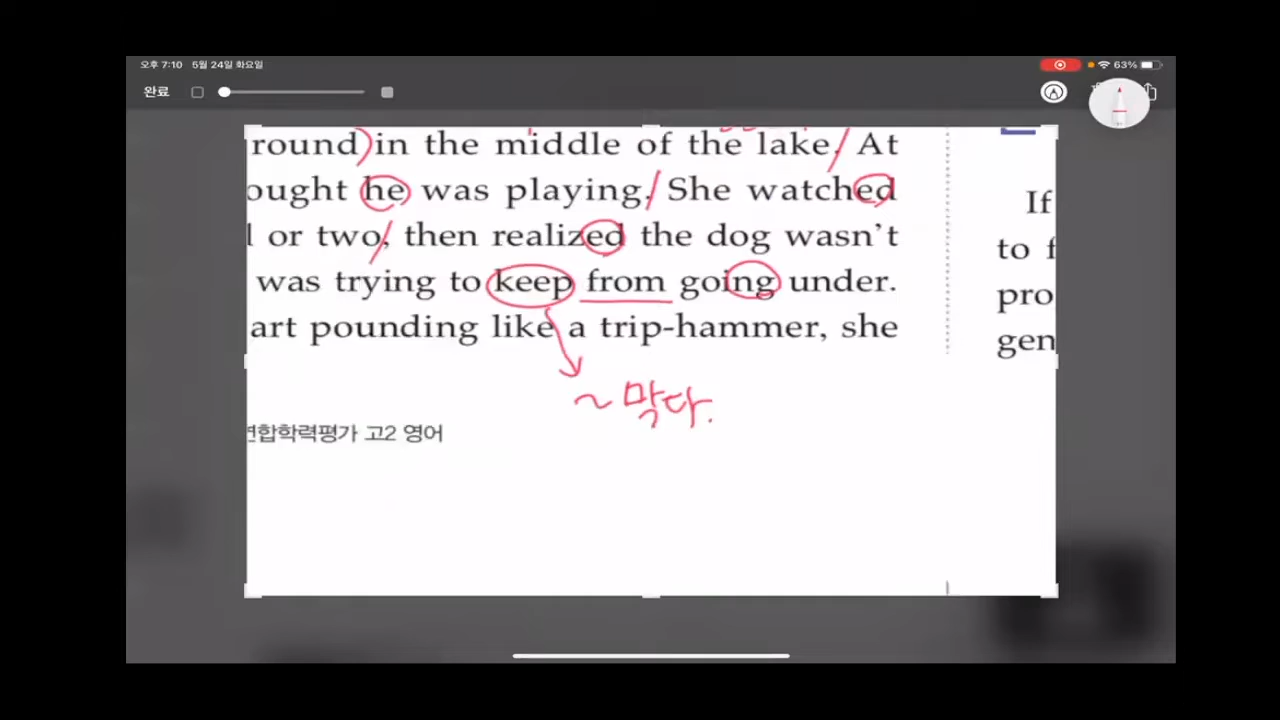 오후 7:10 5월 24일 화요일
63%
완료
round) in the middle of the lake. At
he was playing. She watched
or two, then realized the dog wasn't
was trying to keep from going under.
pounding like a trip-hammer, she
~ 막다.
연합학력평가 고2 영어
If
to f
pro
gen